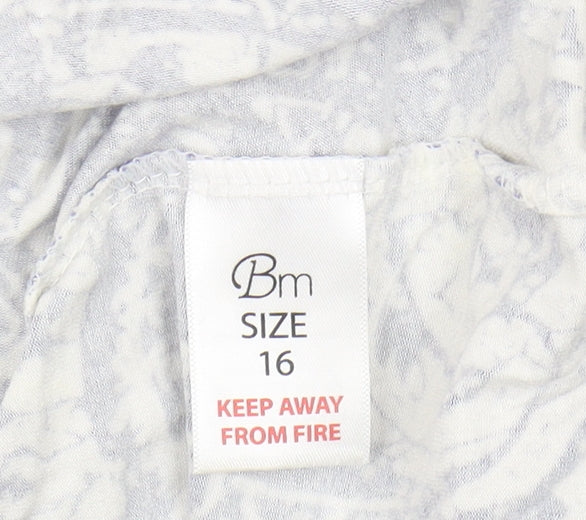 Bm
SIZE
16
KEEP AWAY
FROM FIRE